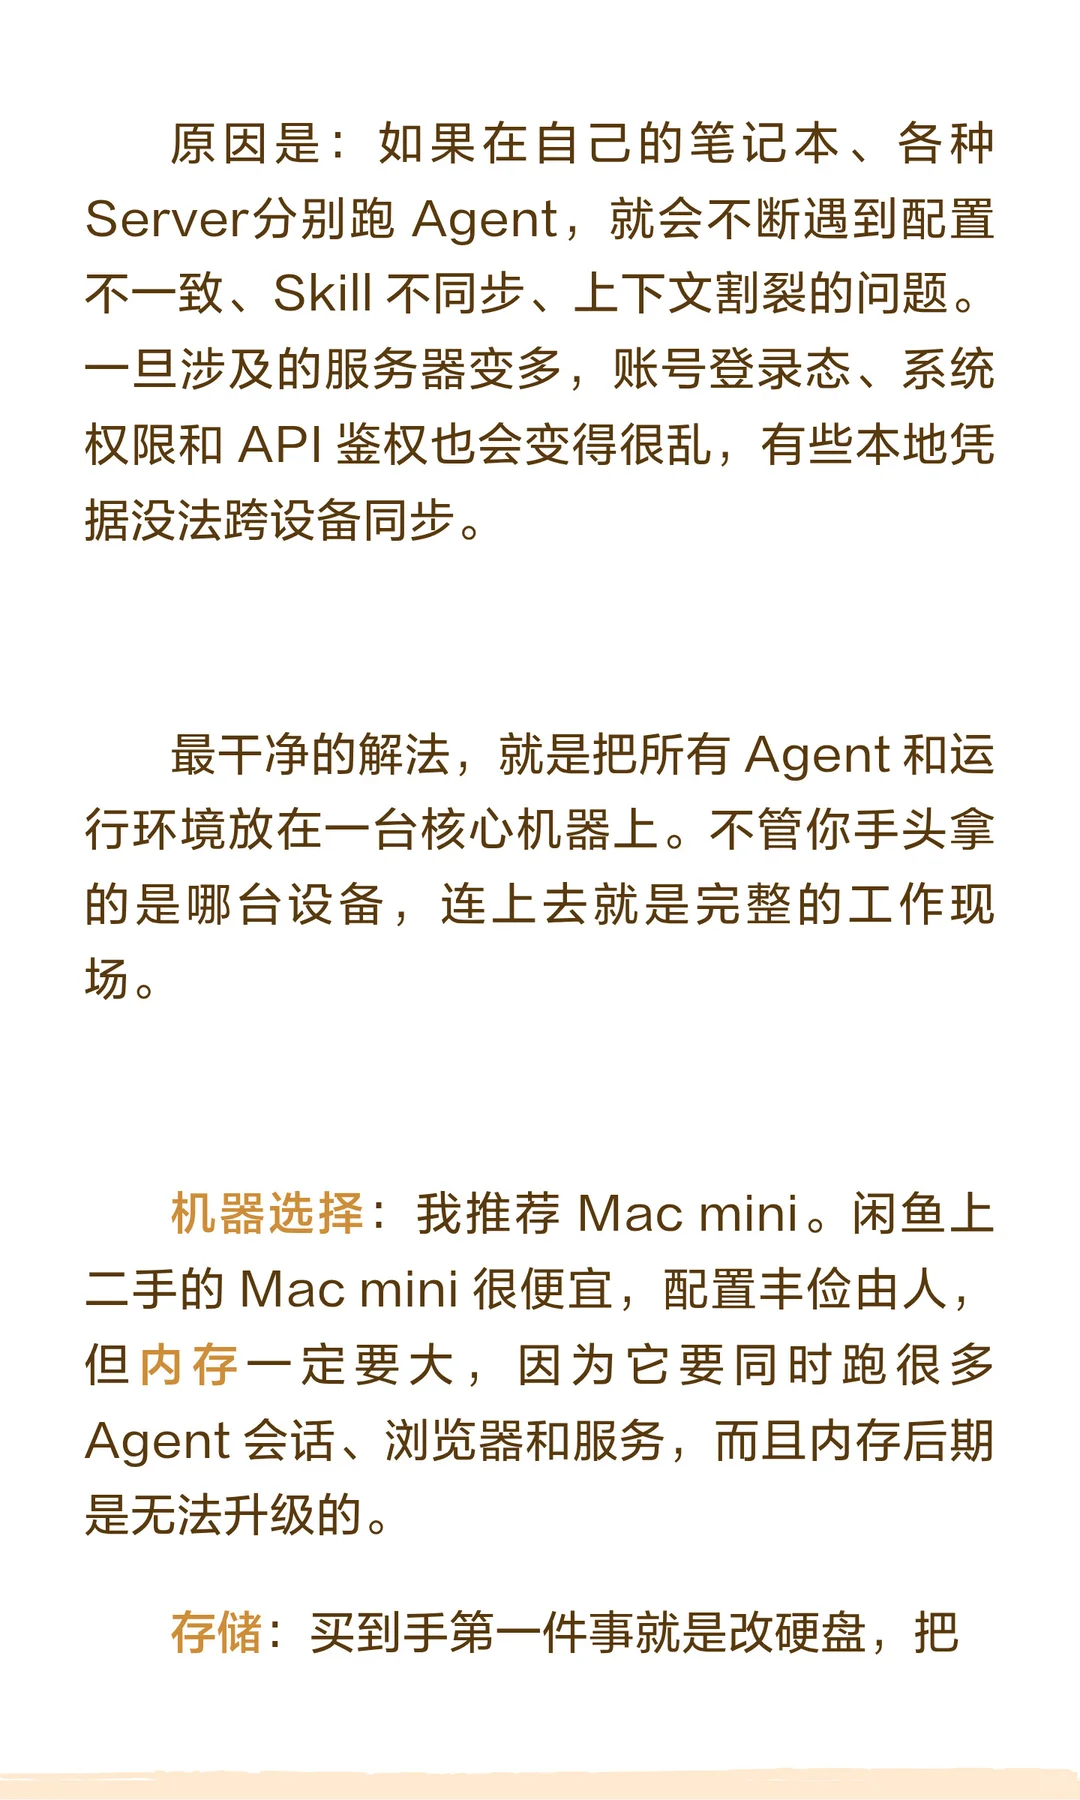 原因是：如果在自己的笔记本、各种
Server分别跑 Agent，就会不断遇到配置
不一致、Skill 不同步、上下文割裂的问题。
一旦涉及的服务器变多，账号登录态、系统
权限和 API 鉴权也会变得很乱，有些本地凭
据没法跨设备同步。
最干净的解法，就是把所有 Agent 和运
行环境放在一台核心机器上。不管你手头拿
的是哪台设备，连上去就是完整的工作现
场。
机器选择：我推荐 Mac mini。闲鱼上
二手的 Mac mini 很便宜，配置丰俭由人，
但内存一定要大，因为它要同时跑很多
Agent 会话、浏览器和服务，而且内存后期
是无法升级的。
存储：买到手第一件事就是改硬盘，把